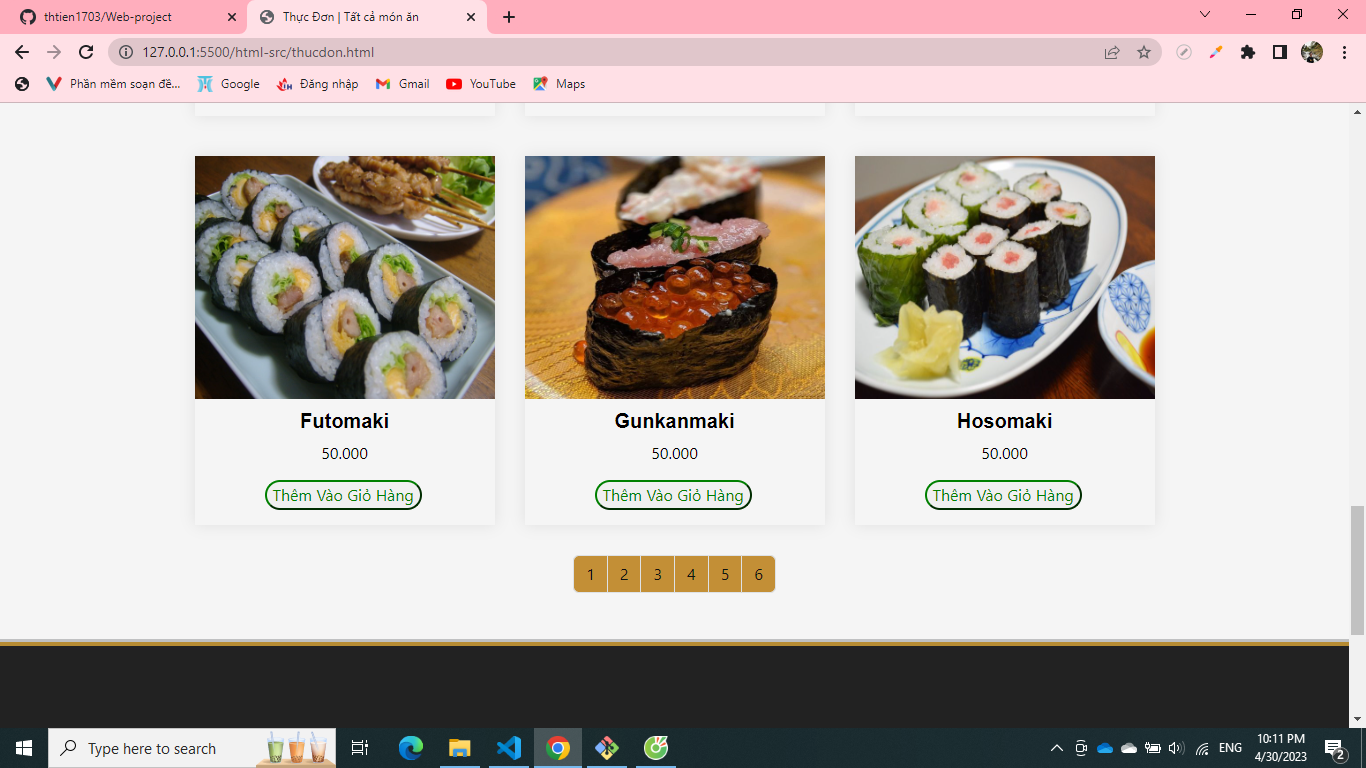 thtien1703/Web-project
Thực Đơn | Tất cả món ăn
127.0.0.1:5500/html-src/thucdon.html
Phần mềm soạn đề...
Google
Đăng nhập
Gmail
YouTube
Maps
Futomaki
Gunkanmaki
Hosomaki
50.000
50.000
50.000
Thêm Vào Giỏ Hàng
Thêm Vào Giỏ Hàng
Thêm Vào Giỏ Hàng
1 2 3 4 5 6
Type here to search
ENG
10:11 PM
4/30/2023
2